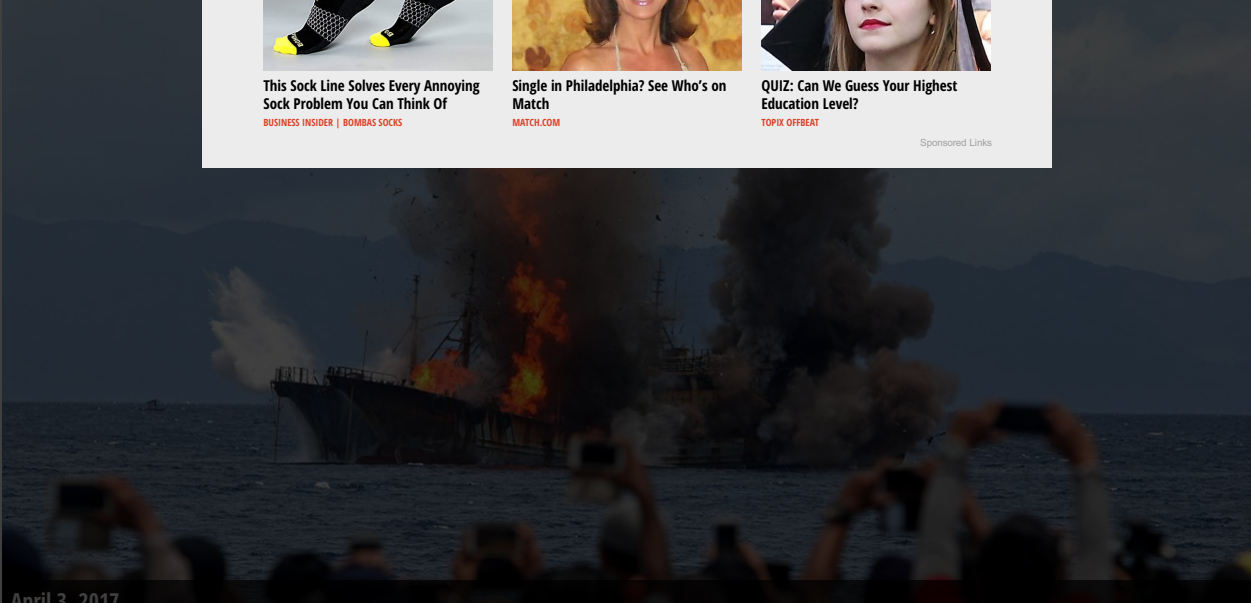 This Sock Line Solves Every Annoying
Sock Problem You Can Think Of
BUSINESS INSIDER | BOMBAS SOCKS
Single in Philadelphia? See Who's on
Match
MATCH.COM
QUIZ: Can We Guess Your Highest
Education Level?
TOPIX OFFBEAT
Sponsored Links
April 3, 2017